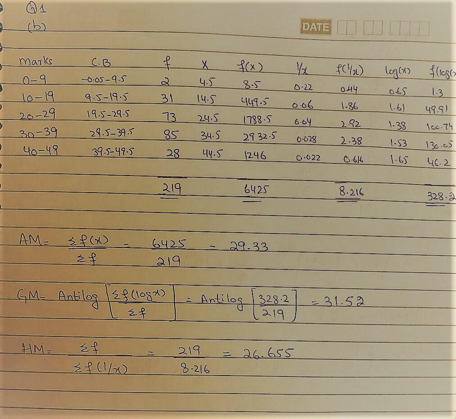 Q1
(b)
DATE
marks C.B f X f(x) 1/x f(1/x) log(x) f(log(x)
0-9 -0.05-9.5 2 4.5 8.5 0.22 0.44 0.65 1.3
10-19 9.5-19.5 31 14.5 449.5 0.06 1.86 1.61 49.91
20-29 19.5-29.5 73 24.5 1788.5 0.04 2.92 1.38 100.74
30-39 29.5-39.5 85 34.5 2932.5 0.028 2.38 1.53 130.05
40-49 39.5-49.5 28 44.5 1246 0.022 0.616 1.65 46.2
219 6425 8.216 328.2
AM = Σf(x) / Σf = 6425 / 219 = 29.33
GM = Antilog [Σf(logx) / Σf] = Antilog [328.2 / 219] = 31.52
HM = Σf / Σf(1/x) = 219 / 8.216 = 26.655